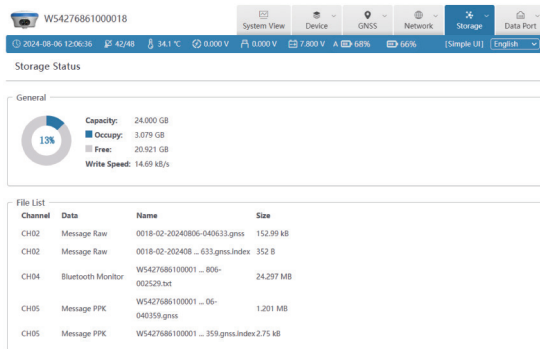 W54276861000018
System View
Device
GNSS
Network
Storage
Data Port
2024-08-06 12:06:36 42/48 34.1 ℃ 0.000 V 0.000 V 7.800 V A 68% 66% [Simple UI] English
Storage Status
General
13%
Capacity: 24.000 GB
Occupy: 3.079 GB
Free: 20.921 GB
Write Speed: 14.69 kB/s
File List
Channel Data Name Size
CH02 Message Raw 0018-02-20240806-040633.gnss 152.99 kB
CH02 Message Raw 0018-02-202408 ... 633.gnss.index 352 B
CH04 Bluetooth Monitor W5427686100001 ... 806-
002529.txt 24.297 MB
CH05 Message PPK W5427686100001 ... 06-
040359.gnss 1.201 MB
CH05 Message PPK W5427686100001 ... 359.gnss.index 2.75 kB